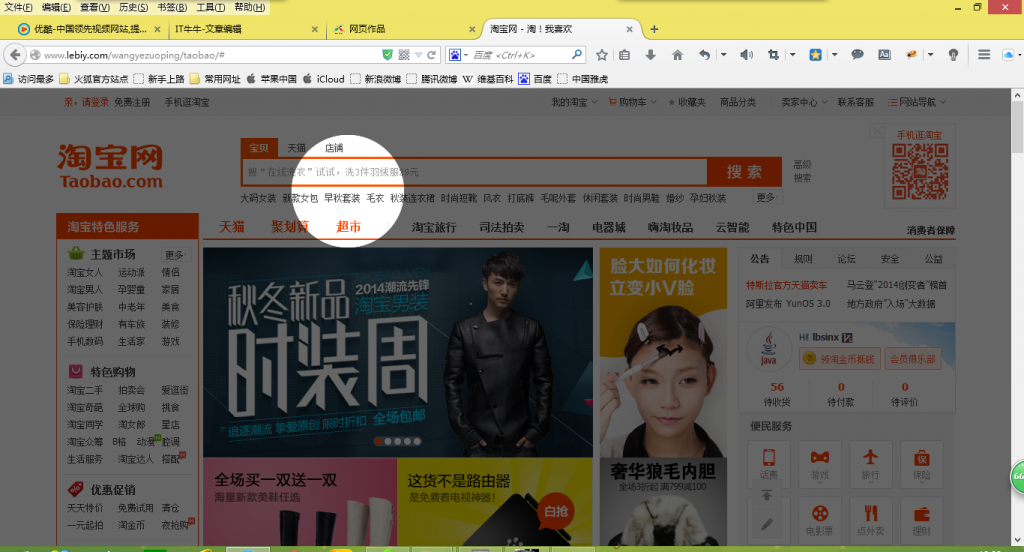 文件(F) 编辑(E) 查看(V) 历史(S) 书签(B) 工具(T) 帮助(H)
优酷-中国领先视频网站,提... IT牛牛-文章编辑 网页作品 淘宝网 - 淘！我喜欢
www.lebiy.com/wangyezuoping/taobao/# 百度 <Ctrl+K>
访问最多 火狐官方站点 新手上路 常用网址 苹果中国 iCloud 新浪微博 腾讯微博 维基百科 百度 中国雅虎
亲，请登录 免费注册 手机逛淘宝 我的淘宝 购物车 收藏夹 商品分类 卖家中心 联系客服 网站导航
宝贝 天猫 店铺
手机逛淘宝
淘宝网
Taobao.com
搜“在线洗衣”试试，洗3件羽绒服29元
搜 索
高级
搜索
大码女装 新款女包 早秋套装 毛衣 秋装连衣裙 时尚短靴 风衣 打底裤 毛呢外套 休闲套装 时尚男鞋 婚纱 孕妇秋装 更多
淘宝特色服务 天猫 聚划算 超市 淘宝旅行 司法拍卖 一淘 电器城 嗨淘妆品 云智能 特色中国 消费者保障
主题市场 更多
淘宝女人 运动派 情侣
淘宝男人 孕婴童 家居
美容护肤 中老年 美食
保险理财 有车族 装修
手机数码 生活家 游戏
特色购物
淘宝二手 拍卖会 爱逛街
淘宝奇葩 全球购 挑食
淘宝同学 淘女郎 星店
淘宝众筹 B格 动漫 腔调
生活服务 淘宝达人 搭配
优惠促销
天天特价 免费试用 清仓
一元起拍 淘金币 夜抢购
秋冬新品
2014潮流先锋
淘宝男装
时装周
追逐潮流 挚爱原创 限时折扣 全场包邮
脸大如何化妆
立变小V脸
全场买一双送一双
海量新款美鞋任选
这货不是路由器
是免费看电视神器！
白抢
奢华狼毛内胆
全场3折起 满799减100
公告 规则 论坛 安全 公益
特斯拉官方天猫卖车 马云登"2014创究者"榜首
阿里发布 YunOS 3.0 地方政府"入场"大数据
Hi! lbsinx
java
领淘金币抵钱 会员俱乐部
56 0 0
待收货 待付款 待评价
便民服务
话费 游戏 旅行 保险
电影票 点外卖 理财
66